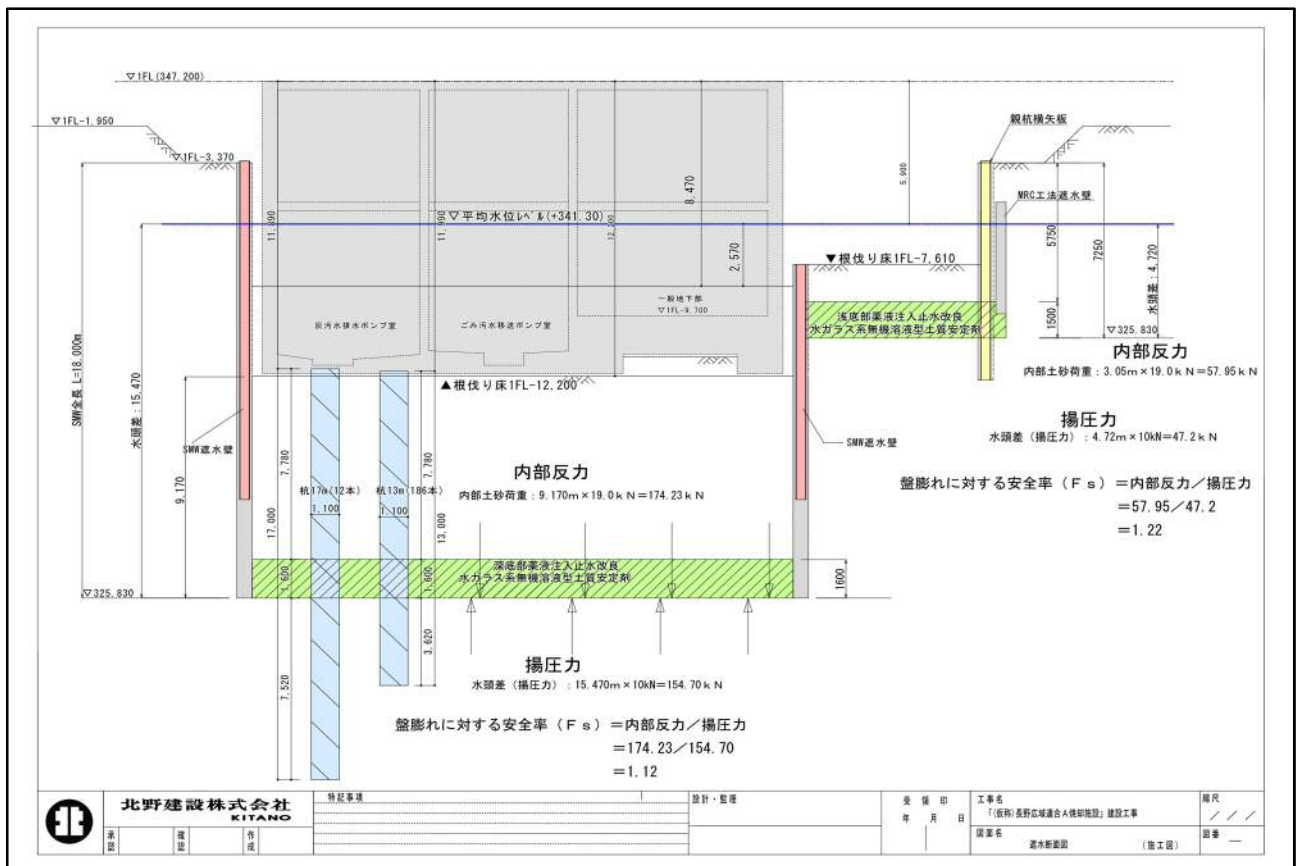 ▽1FL(347.200)
▽1FL-1,950
▽1FL-3,370
親杭横矢板
MRC工法遮水壁
5,900
8.470
11,990
12,200
▽平均水位ﾚﾍﾞﾙ(+341.30)
2,570
▼根伐り床1FL-7,610
5750
7250
水頭差：4.720
1500
一般地下部
▽1FL-9.700
灰汚水排水ポンプ室
ごみ汚水移送ポンプ室
浅底部薬液注入止水改良
水ガラス系無機溶液型土質安定剤
▽325.830
内部反力
内部土砂荷重：3.05m×19.0kN＝57.95kN
▲根伐り床1FL-12,200
SMW全長 L=18.000m
水頭差：15,470
9,170
SMW遮水壁
7,780
7,780
SMW遮水壁
揚圧力
水頭差（揚圧力）：4.72m×10kN＝47.2kN
内部反力
内部土砂荷重：9.170m×19.0kN＝174.23kN
杭17m(12本)
杭13m(186本)
1,100
1,100
17,000
13,000
盤膨れに対する安全率（Fs）＝内部反力／揚圧力
＝57.95／47.2
＝1.22
深底部薬液注入止水改良
水ガラス系無機溶液型土質安定剤
1,600
1,600
1600
▽325.830
3,620
7,520
揚圧力
水頭差（揚圧力）：15.470m×10kN＝154.70kN
盤膨れに対する安全率（Fs）＝内部反力／揚圧力
＝174.23／154.70
＝1.12
北野建設株式会社
KITANO
承認
確認
作成
特記事項
設計・監理
受領印
年 月 日
工事名
「(仮称)長野広域連合A焼却施設」建設工事
図面名
遮水断面図 （施工図）
縮尺
／／／
図番 —